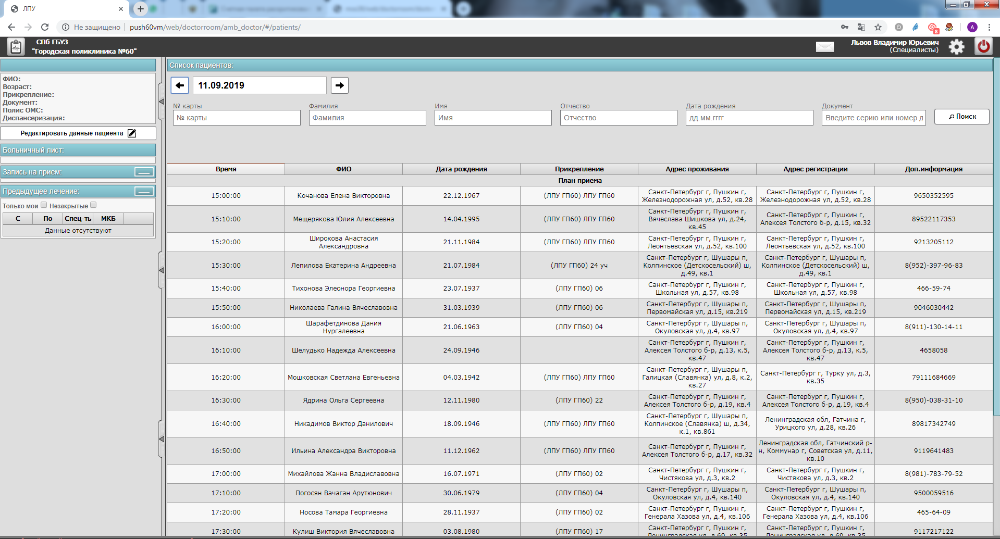 ЛПУ
Не защищено
push60vm/web/doctorroom/amb_doctor/#/patients/
8
A
СПб ГБУЗ
"Городская поликлиника №60"
Львов Владимир Юрьевич
(Специалисты)
ФИО:
Возраст:
Прикрепление:
Документ:
Полис ОМС:
Диспансеризация:
Редактировать данные пациента
Больничный лист:
Запись на прием:
Предыдущее лечение:
Только мои Незакрытые
С По Спец-ть МКБ
Данные отсутствуют
Список пациентов:
11.09.2019
№ карты Фамилия Имя Отчество Дата рождения Документ
№ карты Фамилия Имя Отчество дд.мм.гггг Введите серию или номер д Поиск
Время ФИО Дата рождения Прикрепление Адрес проживания Адрес регистрации Доп.информация
План приема
15:00:00 Кочанова Елена Викторовна 22.12.1967 (ЛПУ ГП60) ЛПУ ГП60 Санкт-Петербург г, Пушкин г, Железнодорожная ул, д.52, кв.28 Санкт-Петербург г, Пушкин г, Железнодорожная ул, д.52, кв.28 9650352595
15:10:00 Мещерякова Юлия Алексеевна 14.04.1995 (ЛПУ ГП60) ЛПУ ГП60 Санкт-Петербург г, Пушкин г, Вячеслава Шишкова ул, д.24, кв.45 Санкт-Петербург г, Пушкин г, Алексея Толстого б-р, д.15, кв.32 89522117353
15:20:00 Широкова Анастасия Александровна 21.11.1984 (ЛПУ ГП60) ЛПУ ГП60 Санкт-Петербург г, Пушкин г, Леонтьевская ул, д.52, кв.100 Санкт-Петербург г, Пушкин г, Леонтьевская ул, д.52, кв.100 9213205112
15:30:00 Лепилова Екатерина Андреевна 21.07.1984 (ЛПУ ГП60) 24 уч Санкт-Петербург г, Шушары п, Колпинское (Детскосельский) ш, д.49, кв.1 Санкт-Петербург г, Шушары п, Колпинское (Детскосельский) ш, д.49, кв.1 8(952)-397-96-83
15:40:00 Тихонова Элеонора Георгиевна 23.07.1937 (ЛПУ ГП60) 06 Санкт-Петербург г, Пушкин г, Школьная ул, д.57, кв.98 Санкт-Петербург г, Пушкин г, Школьная ул, д.57, кв.98 466-59-74
15:50:00 Николаева Галина Вячеславовна 31.03.1939 (ЛПУ ГП60) 06 Санкт-Петербург г, Шушары п, Первомайская ул, д.15, кв.219 Санкт-Петербург г, Шушары п, Первомайская ул, д.15, кв.219 9046030442
16:00:00 Шарафетдинова Дания Нургалеевна 21.06.1963 (ЛПУ ГП60) 04 Санкт-Петербург г, Шушары п, Окуловская ул, д.4, кв.97 Санкт-Петербург г, Шушары п, Окуловская ул, д.4, кв.97 8(911)-130-14-11
16:10:00 Шелудько Надежда Алексеевна 24.09.1946 Санкт-Петербург г, Пушкин г, Алексея Толстого б-р, д.13, к.5, кв.47 Санкт-Петербург г, Пушкин г, Алексея Толстого б-р, д.13, к.5, кв.47 4658058
16:20:00 Мошковская Светлана Евгеньевна 04.03.1942 (ЛПУ ГП60) ЛПУ ГП60 Санкт-Петербург г, Шушары п, Галицкая (Славянка) ул, д.8, к.2, кв.27 Санкт-Петербург г, Турку ул, д.3, кв.35 79111684669
16:30:00 Ядрина Ольга Сергеевна 12.11.1980 (ЛПУ ГП60) 22 Санкт-Петербург г, Пушкин г, Алексея Толстого б-р, д.19, кв.4 Санкт-Петербург г, Пушкин г, Алексея Толстого б-р, д.19, кв.4 8(950)-038-31-10
16:40:00 Никадимов Виктор Данилович 18.09.1946 (ЛПУ ГП60) ЛПУ ГП60 Санкт-Петербург г, Шушары п, Колпинское (Славянка) ш, д.34, к.1, кв.861 Ленинградская обл, Гатчина г, Урицкого ул, д.28, кв.26 89817342749
16:50:00 Ильина Александра Викторовна 11.12.1962 (ЛПУ ГП60) ЛПУ ГП60 Санкт-Петербург г, Пушкин г, Алексея Толстого б-р, д.17, кв.32 Ленинградская обл, Гатчинский р-н, Коммунар г, Советская ул, д.11, кв.10 9119641483
17:00:00 Михайлова Жанна Владиславовна 16.07.1971 (ЛПУ ГП60) 02 Санкт-Петербург г, Пушкин г, Чистякова ул, д.3, кв.2 Санкт-Петербург г, Пушкин г, Чистякова ул, д.3, кв.2 8(981)-783-79-52
17:10:00 Погосян Вачаган Арутюнович 30.06.1979 (ЛПУ ГП60) 04 Санкт-Петербург г, Шушары п, Окуловская ул, д.4, кв.140 Санкт-Петербург г, Шушары п, Окуловская ул, д.4, кв.140 9500059516
17:20:00 Носова Тамара Георгиевна 28.11.1937 (ЛПУ ГП60) 02 Санкт-Петербург г, Пушкин г, Генерала Хазова ул, д.4, кв.106 Санкт-Петербург г, Пушкин г, Генерала Хазова ул, д.4, кв.106 465-64-09
17:30:00 Кулиш Виктория Вячеславовна 03.08.1980 (ЛПУ ГП60) 17 Санкт-Петербург г, Пушкин г, Санкт-Петербург г, Пушкин г, 9117217122